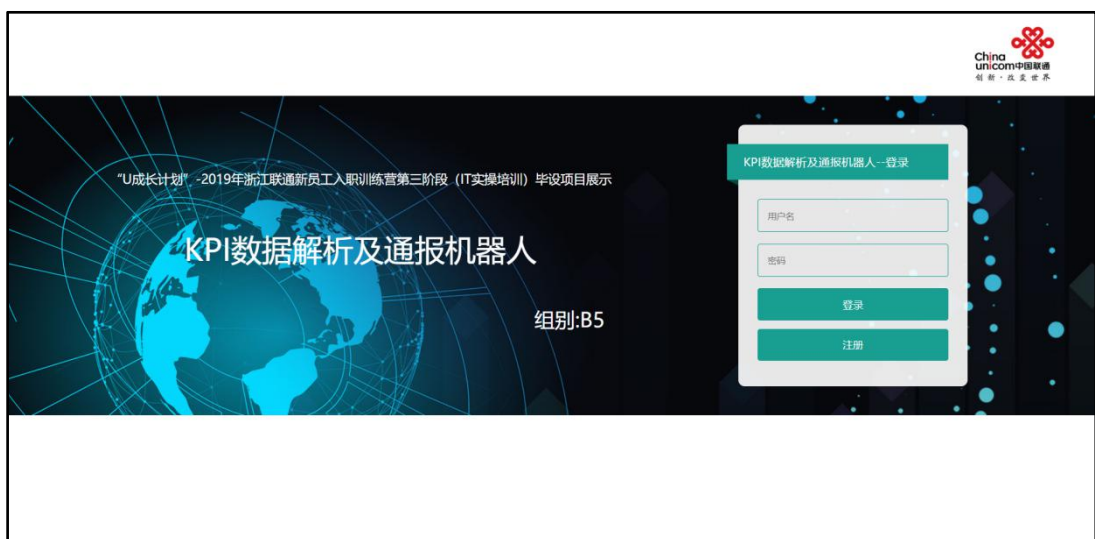 China
unicom中国联通
创新·改变世界
“U成长计划”-2019年浙江联通新员工入职训练营第三阶段（IT实操培训）毕设项目展示
KPI数据解析及通报机器人
组别:B5
KPI数据解析及通报机器人--登录
用户名
密码
登录
注册